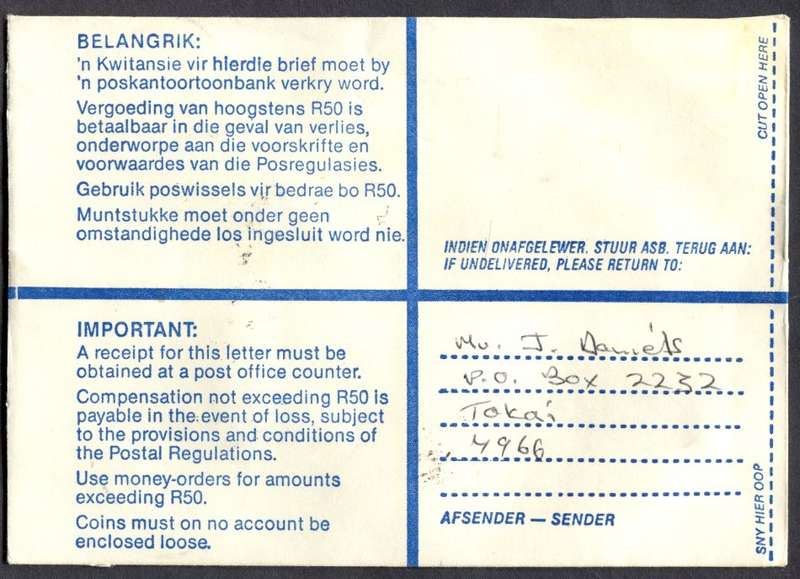 BELANGRIK:
'n Kwitansie vir hierdie brief moet by
'n poskantoortoonbank verkry word.
Vergoeding van hoogstens R50 is
betaalbaar in die geval van verlies,
onderworpe aan die voorskrifte en
voorwaardes van die Posregulasies.
Gebruik poswissels vir bedrae bo R50.
Muntstukke moet onder geen
omstandighede los ingesluit word nie.
CUT OPEN HERE
INDIEN ONAFGELEWER, STUUR ASB. TERUG AAN:
IF UNDELIVERED, PLEASE RETURN TO:
IMPORTANT:
A receipt for this letter must be
obtained at a post office counter.
Compensation not exceeding R50 is
payable in the event of loss, subject
to the provisions and conditions of
the Postal Regulations.
Use money-orders for amounts
exceeding R50.
Coins must on no account be
enclosed loose.
Mr. J. Daniéls
P.O. Box 2232
Tokai
7966
AFSENDER — SENDER
SNY HIER OOP